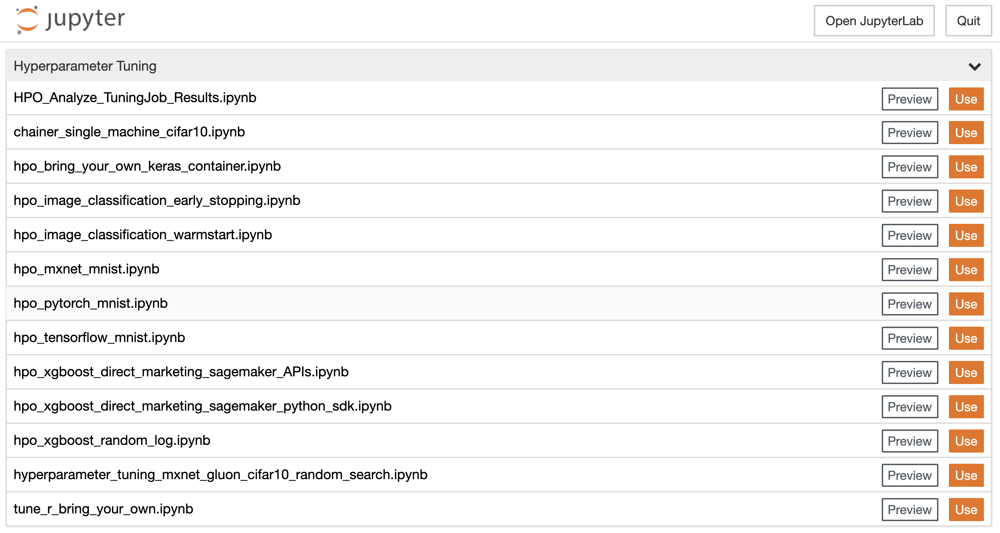 jupyter Open JupyterLab Quit
Hyperparameter Tuning
HPO_Analyze_TuningJob_Results.ipynb Preview Use
chainer_single_machine_cifar10.ipynb Preview Use
hpo_bring_your_own_keras_container.ipynb Preview Use
hpo_image_classification_early_stopping.ipynb Preview Use
hpo_image_classification_warmstart.ipynb Preview Use
hpo_mxnet_mnist.ipynb Preview Use
hpo_pytorch_mnist.ipynb Preview Use
hpo_tensorflow_mnist.ipynb Preview Use
hpo_xgboost_direct_marketing_sagemaker_APIs.ipynb Preview Use
hpo_xgboost_direct_marketing_sagemaker_python_sdk.ipynb Preview Use
hpo_xgboost_random_log.ipynb Preview Use
hyperparameter_tuning_mxnet_gluon_cifar10_random_search.ipynb Preview Use
tune_r_bring_your_own.ipynb Preview Use